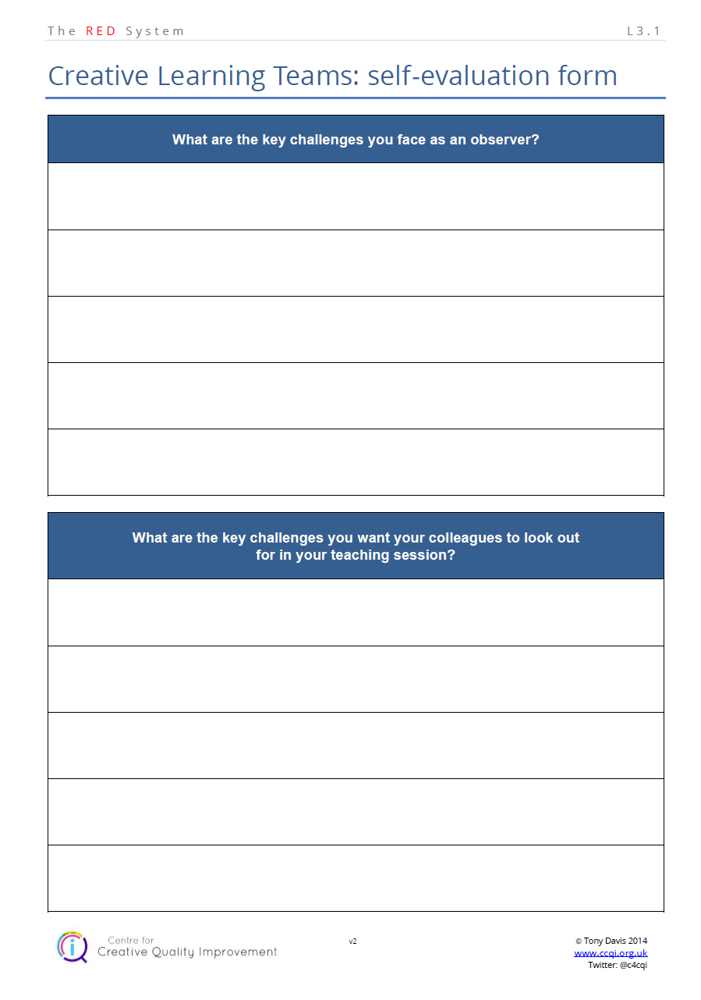 The RED System L3.1
Creative Learning Teams: self-evaluation form
What are the key challenges you face as an observer?
What are the key challenges you want your colleagues to look out
for in your teaching session?
Centre for
Creative Quality Improvement
v2
© Tony Davis 2014
www.ccqi.org.uk
Twitter: @c4cqi